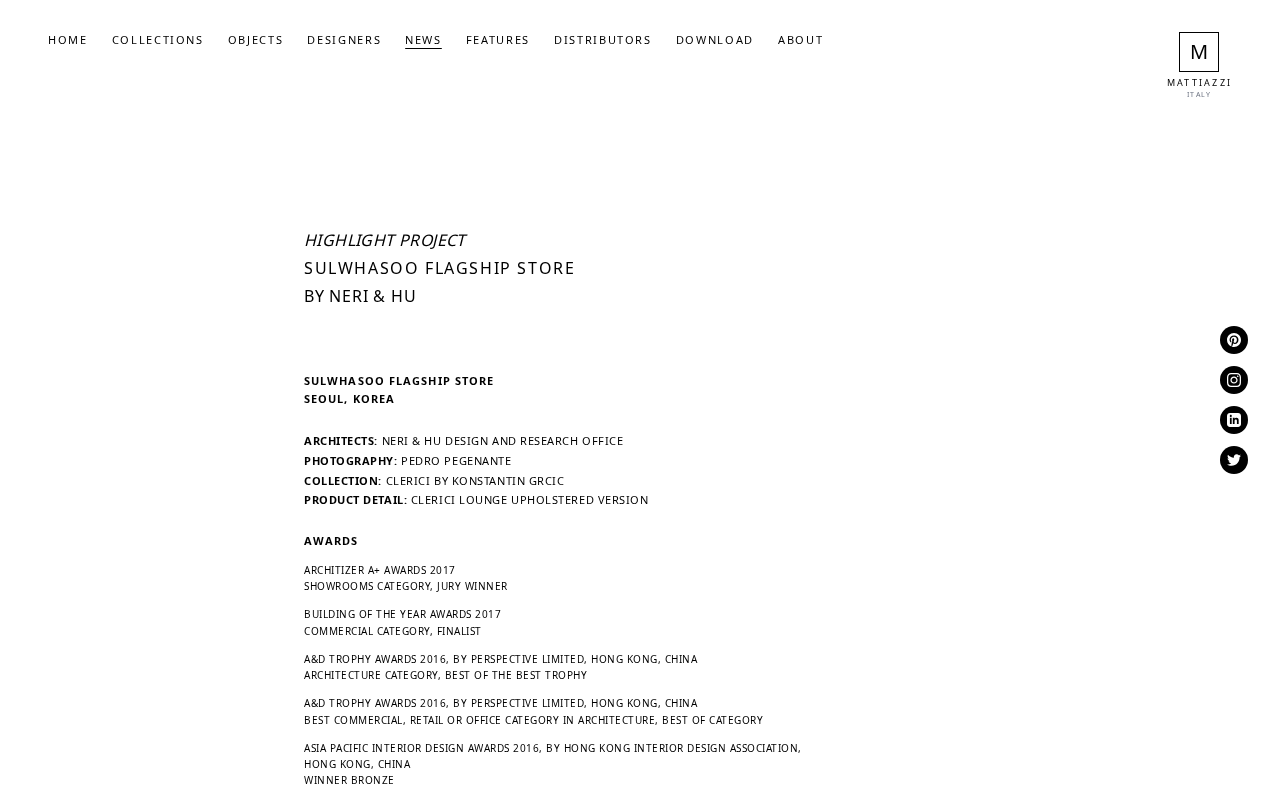 HOME COLLECTIONS OBJECTS DESIGNERS NEWS FEATURES DISTRIBUTORS DOWNLOAD ABOUT
M
MATTIAZZI
ITALY
HIGHLIGHT PROJECT
SULWHASOO FLAGSHIP STORE
BY NERI & HU
SULWHASOO FLAGSHIP STORE
SEOUL, KOREA
ARCHITECTS: NERI & HU DESIGN AND RESEARCH OFFICE
PHOTOGRAPHY: PEDRO PEGENANTE
COLLECTION: CLERICI BY KONSTANTIN GRCIC
PRODUCT DETAIL: CLERICI LOUNGE UPHOLSTERED VERSION
AWARDS
ARCHITIZER A+ AWARDS 2017
SHOWROOMS CATEGORY, JURY WINNER
BUILDING OF THE YEAR AWARDS 2017
COMMERCIAL CATEGORY, FINALIST
A&D TROPHY AWARDS 2016, BY PERSPECTIVE LIMITED, HONG KONG, CHINA
ARCHITECTURE CATEGORY, BEST OF THE BEST TROPHY
A&D TROPHY AWARDS 2016, BY PERSPECTIVE LIMITED, HONG KONG, CHINA
BEST COMMERCIAL, RETAIL OR OFFICE CATEGORY IN ARCHITECTURE, BEST OF CATEGORY
ASIA PACIFIC INTERIOR DESIGN AWARDS 2016, BY HONG KONG INTERIOR DESIGN ASSOCIATION,
HONG KONG, CHINA
WINNER BRONZE